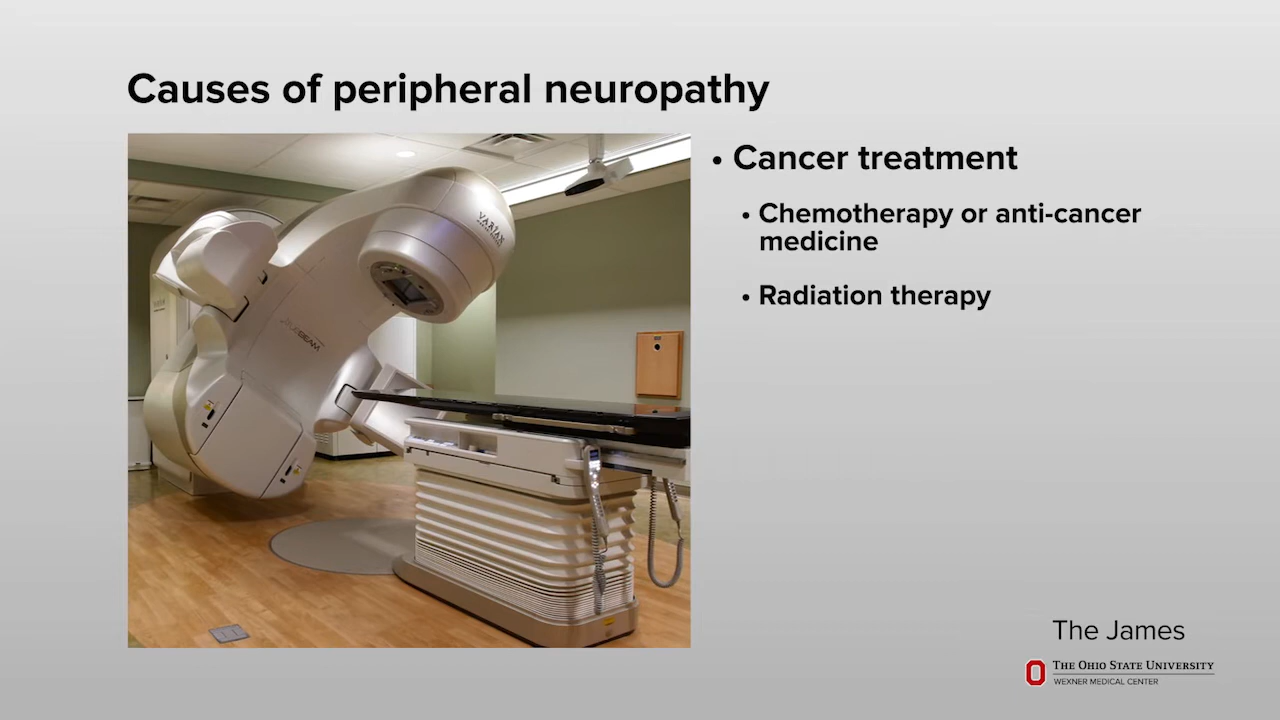 Causes of peripheral neuropathy
• Cancer treatment
• Chemotherapy or anti-cancer
medicine
• Radiation therapy
VARIAN
The James
THE OHIO STATE UNIVERSITY
WEXNER MEDICAL CENTER